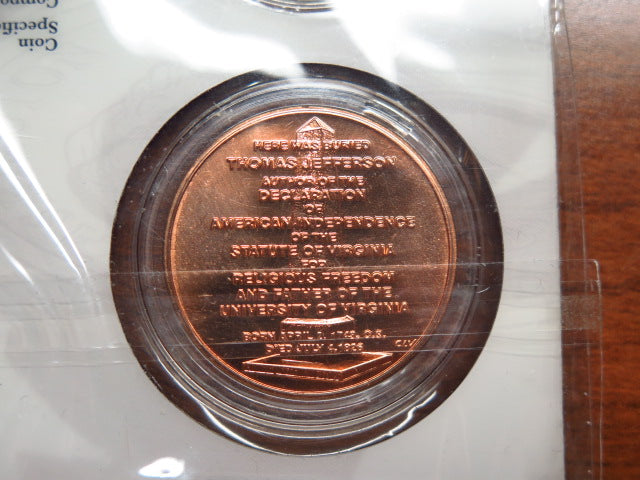 Coin
Specific
Compo
HERE WAS BURIED
THOMAS JEFFERSON
AUTHOR OF THE
DECLARATION
OF
AMERICAN INDEPENDENCE
OF THE
STATUTE OF VIRGINIA
FOR
RELIGIOUS FREEDOM
AND FATHER OF THE
UNIVERSITY OF VIRGINIA
BORN APRIL 2, 1743, O.S.
DIED JULY 4, 1826